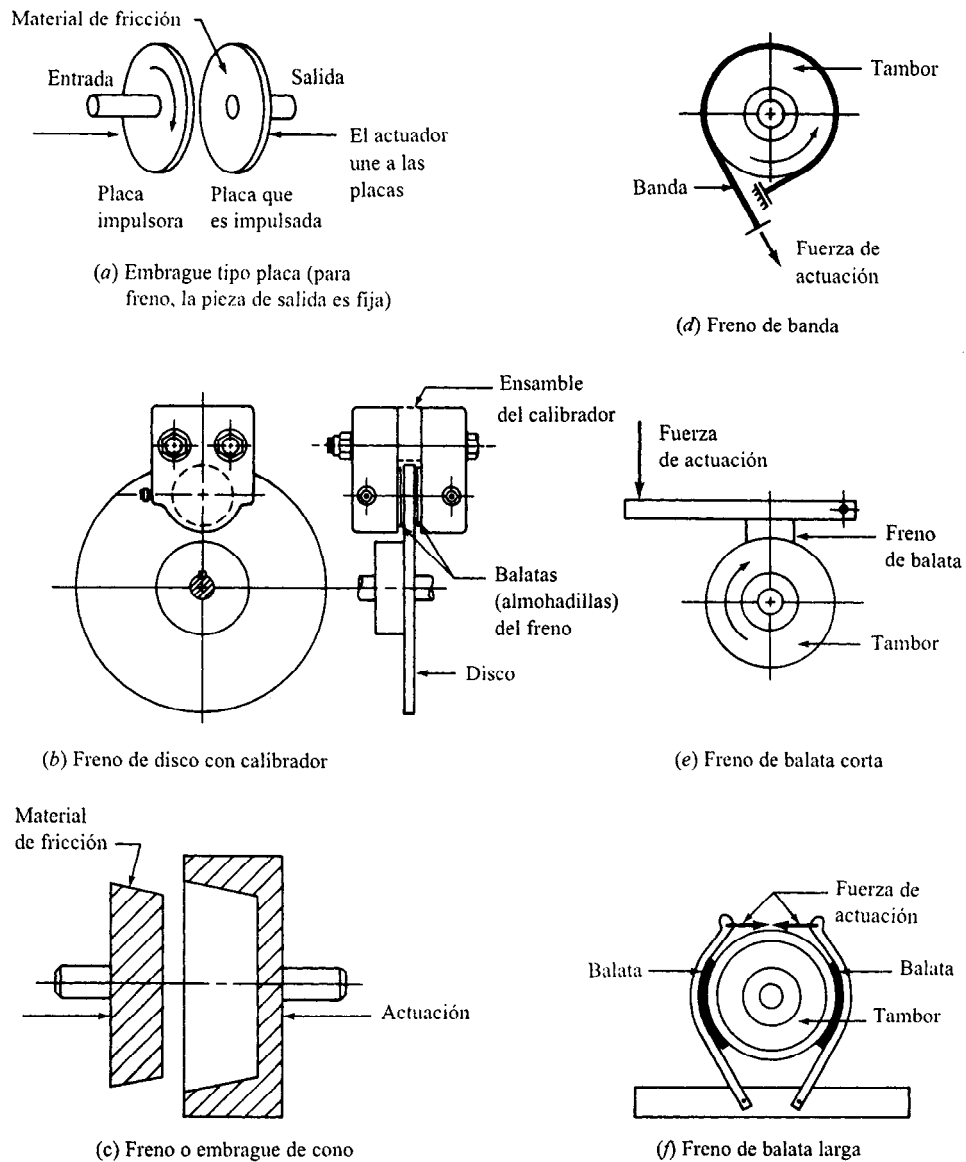 Material de fricción
Entrada
Salida
El actuador
une a las
placas
Placa
impulsora
Placa que
es impulsada
(a) Embrague tipo placa (para
freno, la pieza de salida es fija)
Tambor
Banda
Fuerza de
actuación
(d) Freno de banda
Ensamble
del calibrador
Balatas
(almohadillas)
del freno
Disco
(b) Freno de disco con calibrador
Fuerza
de actuación
Freno
de balata
Tambor
(e) Freno de balata corta
Material
de fricción
Actuación
(c) Freno o embrague de cono
Fuerza de
actuación
Balata
Balata
Tambor
(f) Freno de balata larga